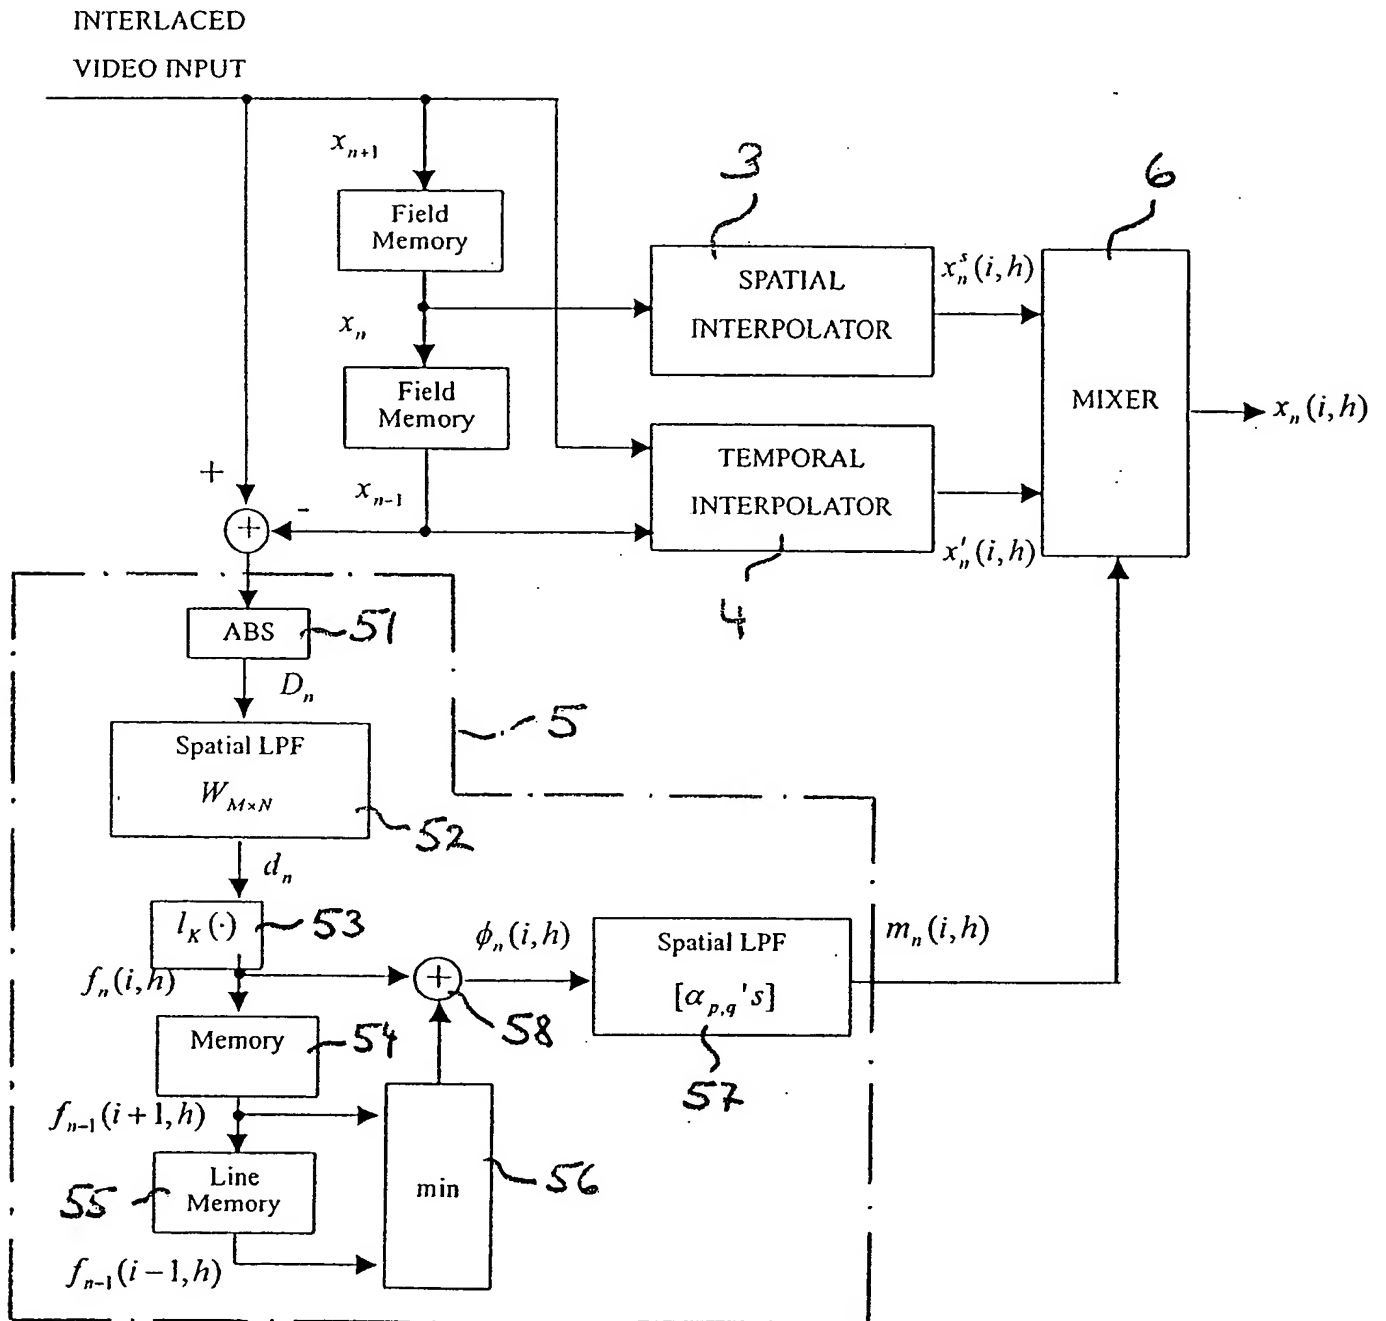 INTERLACED
VIDEO INPUT
x_{n+1}
3
6
Field
Memory
SPATIAL
INTERPOLATOR
x_n^s(i,h)
x_n
Field
Memory
MIXER
x_n(i,h)
TEMPORAL
INTERPOLATOR
+
x_{n-1}
-
+
x_n'(i,h)
4
ABS
51
D_n
5
Spatial LPF
W_{M×N}
52
d_n
l_K(·)
53
f_n(i,h)
+
58
ϕ_n(i,h)
Spatial LPF
[α_{p,q}'s]
57
m_n(i,h)
Memory
54
f_{n-1}(i+1,h)
Line
Memory
55
min
56
f_{n-1}(i-1,h)